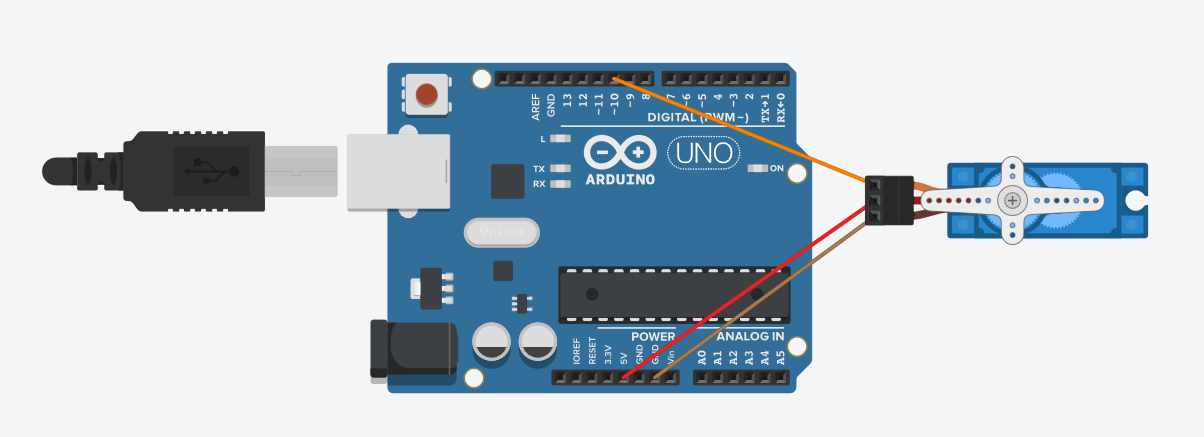 AREF
GND
13
12
~11
~10
~9
8
7
~6
~5
4
~3
2
TX→1
RX←0
DIGITAL (PWM~)
L
TX
RX
ARDUINO
UNO
ON
POWER
ANALOG IN
IOREF
RESET
3.3V
5V
GND
GND
Vin
A0
A1
A2
A3
A4
A5